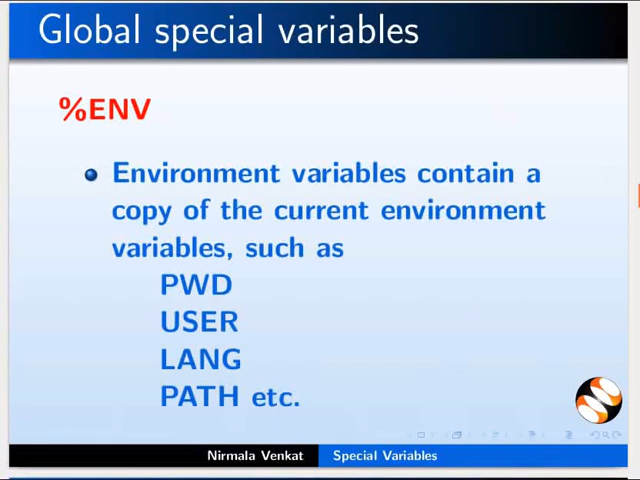 Global special variables
%ENV
Environment variables contain a
copy of the current environment
variables, such as
PWD
USER
LANG
PATH etc.
Nirmala Venkat
Special Variables